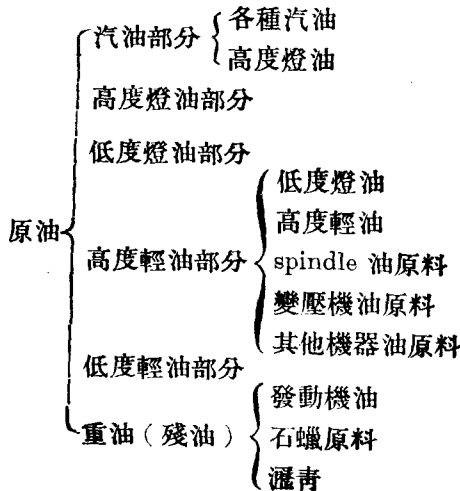 原油
汽油部分
各種汽油
高度燈油
高度燈油部分
低度燈油部分
高度輕油部分
低度燈油
高度輕油
spindle 油原料
變壓機油原料
其他機器油原料
低度輕油部分
重油（殘油）
發動機油
石蠟原料
瀝青